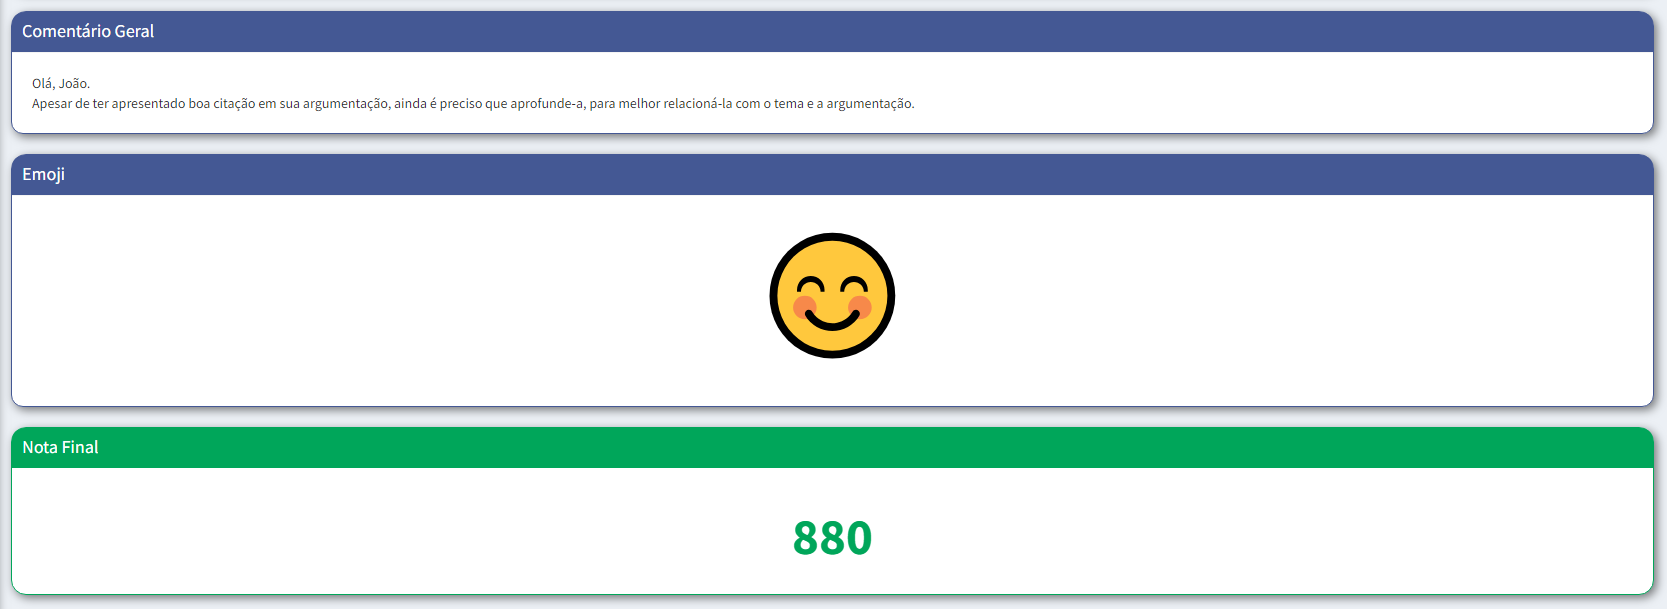 Comentário Geral
Olá, João.
Apesar de ter apresentado boa citação em sua argumentação, ainda é preciso que aprofunde-a, para melhor relacioná-la com o tema e a argumentação.
Emoji
Nota Final
880